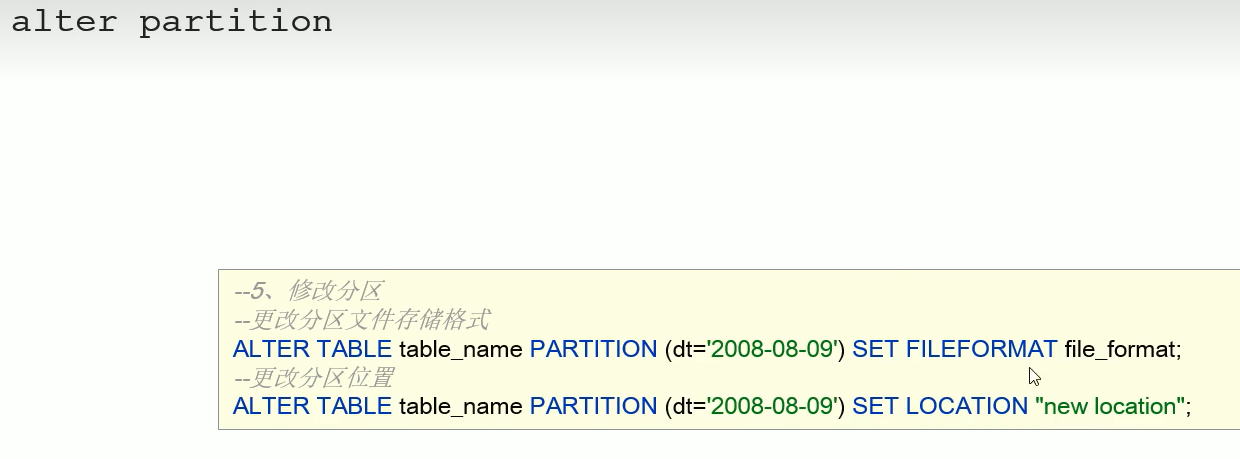 alter partition
--5、修改分区
--更改分区文件存储格式
ALTER TABLE table_name PARTITION (dt='2008-08-09') SET FILEFORMAT file_format;
--更改分区位置
ALTER TABLE table_name PARTITION (dt='2008-08-09') SET LOCATION "new location";